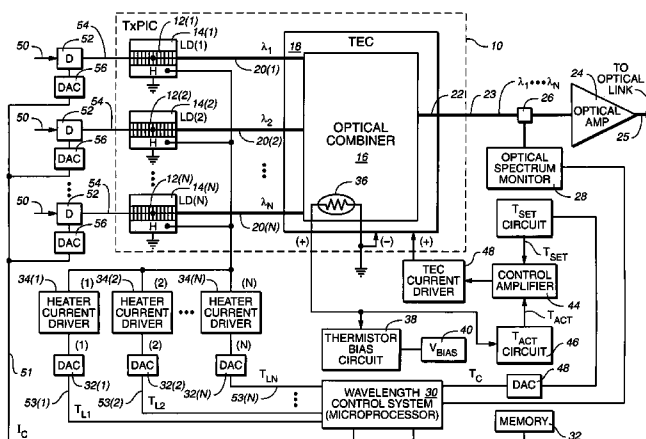 TxPIC
12(1)
14(1)
LD(1)
H
50
52
D
54
DAC
56
λ1
20(1)
TEC
18
10
12(2)
14(2)
LD(2)
H
50
52
D
54
DAC
56
λ2
20(2)
OPTICAL
COMBINER
16
22
23
λ1 •••• λN
26
24
OPTICAL
AMP
TO
OPTICAL
LINK
25
OPTICAL
SPECTRUM
MONITOR
28
12(N)
14(N)
LD(N)
H
50
52
D
54
DAC
56
λN
20(N)
36
(+)
(-)
(+)
TSET
CIRCUIT
TSET
48
TEC
CURRENT
DRIVER
CONTROL
AMPLIFIER
44
TACT
TACT
CIRCUIT
46
34(1)
(1)
34(2)
(2)
34(N)
(N)
HEATER
CURRENT
DRIVER
HEATER
CURRENT
DRIVER
HEATER
CURRENT
DRIVER
38
THERMISTOR
BIAS
CIRCUIT
40
VBIAS
(1)
(2)
(N)
DAC
DAC
DAC
32(1)
32(2)
32(N)
51
53(1)
53(2)
53(N)
TL1
TL2
TLN
WAVELENGTH 30
CONTROL SYSTEM
(MICROPROCESSOR)
TC
DAC
48
IC
MEMORY
32